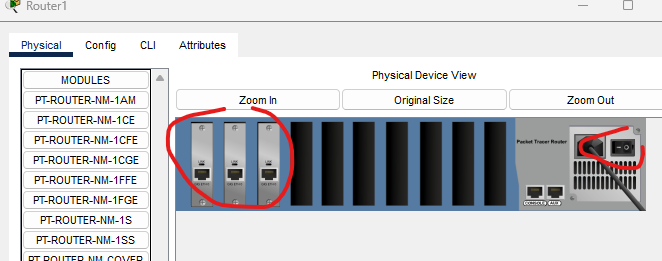 Router1
Physical Config CLI Attributes
MODULES
PT-ROUTER-NM-1AM
PT-ROUTER-NM-1CE
PT-ROUTER-NM-1CFE
PT-ROUTER-NM-1CGE
PT-ROUTER-NM-1FFE
PT-ROUTER-NM-1FGE
PT-ROUTER-NM-1S
PT-ROUTER-NM-1SS
PT-ROUTER-NM-COVER
Physical Device View
Zoom In Original Size Zoom Out
Packet Tracer Router
CONSOLE AUX